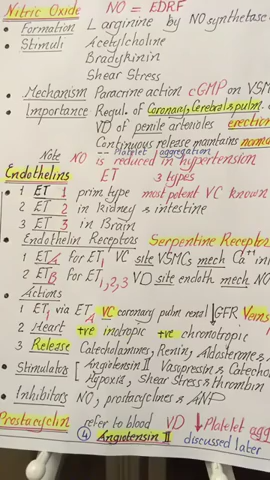 Nitric Oxide NO = EDRF
• Formation L arginine by NO synthetase
• Stimuli Acetylcholine
Bradykinin
Shear Stress
• Mechanism Paracrine action cGMP on VSM
• Importance Regul. of Coronary, Cerebral & pulm.
VD of penile arterioles erection
-- Platelet aggregation
Continuous release maintains
Note NO is reduced in hypertension
Endothelins ET 3 types
• 1 ET 1 prim type most potent VC known
2 ET 2 in Kidney & intestine
3 ET 3 in Brain
• Endothelin Receptors Serpentine Receptor
1 ETA for ET1 VC site VSMCs mech Ca++ in
2 ETB for ET1,2,3 VD site endoth mech NO
• Actions
1 ET1 via ETA VC coronary pulm renal ↓GFR Veins
2 Heart +ve inotropic +ve chronotropic
3 Release Catecholamines, Renin, Aldosterone &
• Stimulators [ Angiotensin II Vasopressin & Catech
Hypoxia, Shear Stress & thrombin
• Inhibitors NO, prostaclycines & ANP
Prostacyclin refer to blood VD ↓Platelet agg
④ Angiotensin II discussed later